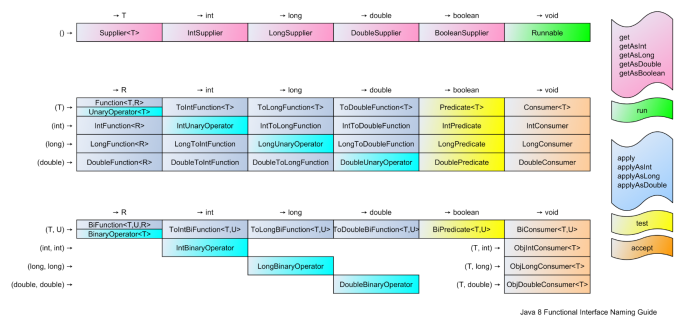 → T → int → long → double → boolean → void
() → Supplier<T> IntSupplier LongSupplier DoubleSupplier BooleanSupplier Runnable
→ R → int → long → double → boolean → void
(T) → Function<T,R> UnaryOperator<T> ToIntFunction<T> ToLongFunction<T> ToDoubleFunction<T> Predicate<T> Consumer<T>
(int) → IntFunction<R> IntUnaryOperator IntToLongFunction IntToDoubleFunction IntPredicate IntConsumer
(long) → LongFunction<R> LongToIntFunction LongUnaryOperator LongToDoubleFunction LongPredicate LongConsumer
(double) → DoubleFunction<R> DoubleToIntFunction DoubleToLongFunction DoubleUnaryOperator DoublePredicate DoubleConsumer
→ R → int → long → double → boolean → void
(T, U) → BiFunction<T,U,R> BinaryOperator<T> ToIntBiFunction<T,U> ToLongBiFunction<T,U> ToDoubleBiFunction<T,U> BiPredicate<T,U> BiConsumer<T,U>
(int, int) → IntBinaryOperator (T, int) → ObjIntConsumer<T>
(long, long) → LongBinaryOperator (T, long) → ObjLongConsumer<T>
(double, double) → DoubleBinaryOperator (T, double) → ObjDoubleConsumer<T>
get
getAsInt
getAsLong
getAsDouble
getAsBoolean
run
apply
applyAsInt
applyAsLong
applyAsDouble
test
accept
Java 8 Functional Interface Naming Guide